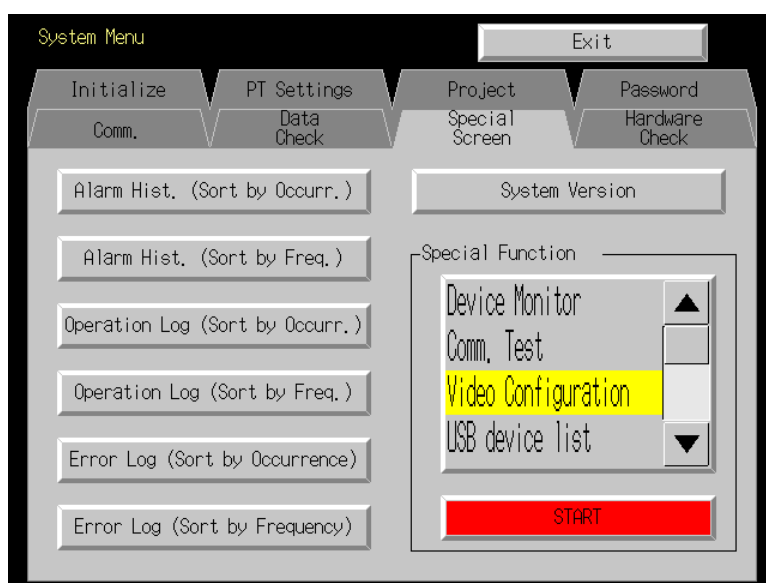 System Menu
Exit
Initialize
PT Settings
Project
Password
Comm.
Data
Check
Special
Screen
Hardware
Check
Alarm Hist. (Sort by Occurr.)
Alarm Hist. (Sort by Freq.)
Operation Log (Sort by Occurr.)
Operation Log (Sort by Freq.)
Error Log (Sort by Occurrence)
Error Log (Sort by Frequency)
System Version
Special Function
Device Monitor
Comm. Test
Video Configuration
USB device list
START